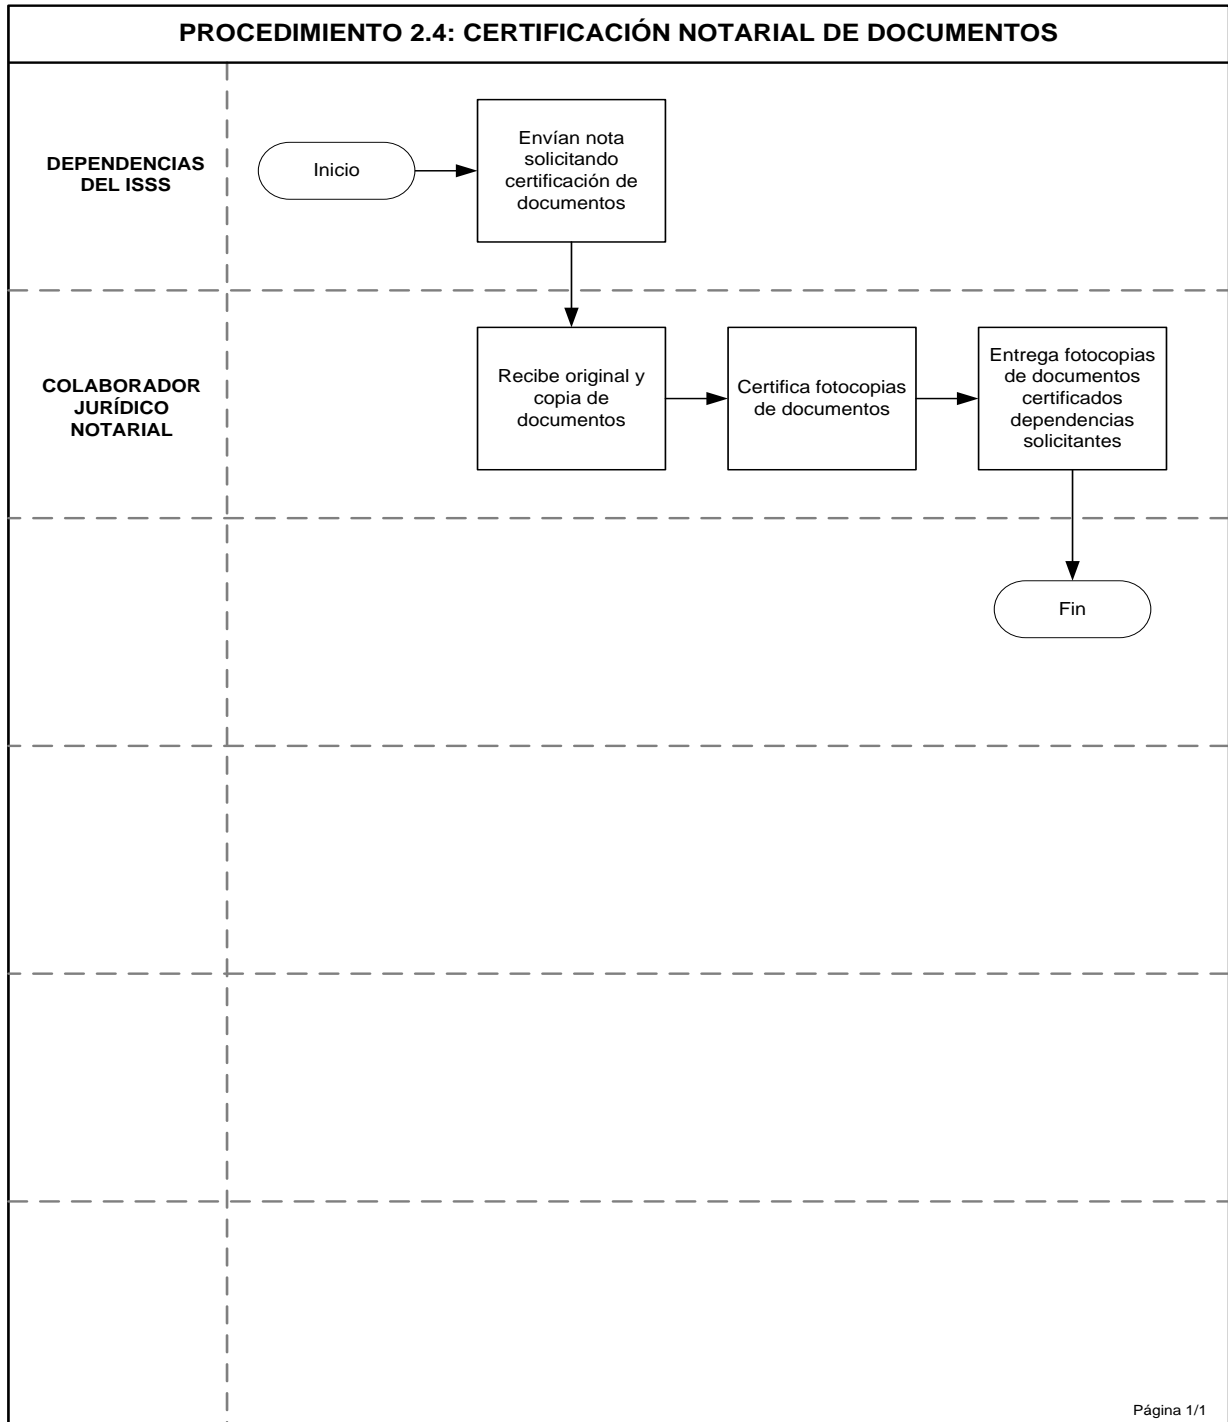 PROCEDIMIENTO 2.4: CERTIFICACIÓN NOTARIAL DE DOCUMENTOS
DEPENDENCIAS
DEL ISSS
Inicio
Envían nota
solicitando
certificación de
documentos
COLABORADOR
JURÍDICO
NOTARIAL
Recibe original y
copia de
documentos
Certifica fotocopias
de documentos
Entrega fotocopias
de documentos
certificados
dependencias
solicitantes
Fin
Página 1/1